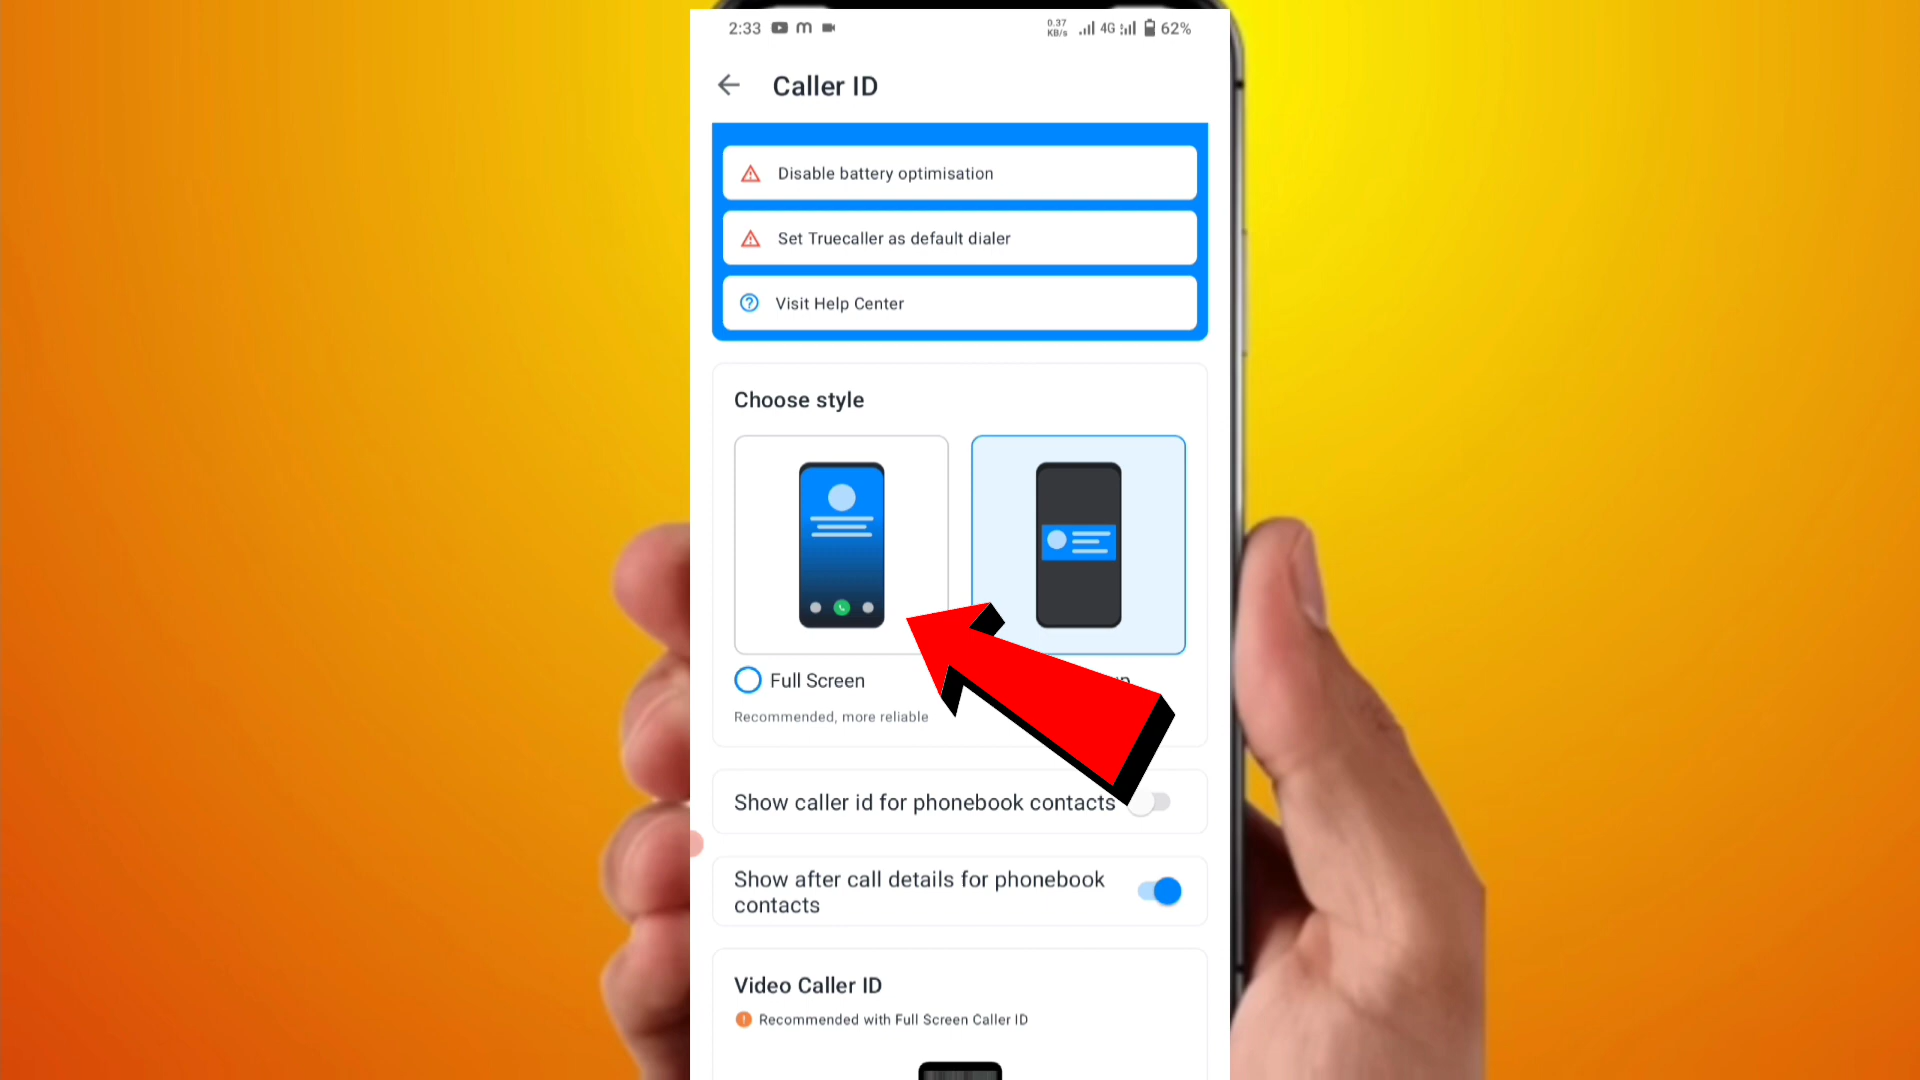 2:33
0.37
KB/s
4G
62%
Caller ID
Disable battery optimisation
Set Truecaller as default dialer
Visit Help Center
Choose style
Full Screen
Recommended, more reliable
Show caller id for phonebook contacts
Show after call details for phonebook
contacts
Video Caller ID
Recommended with Full Screen Caller ID